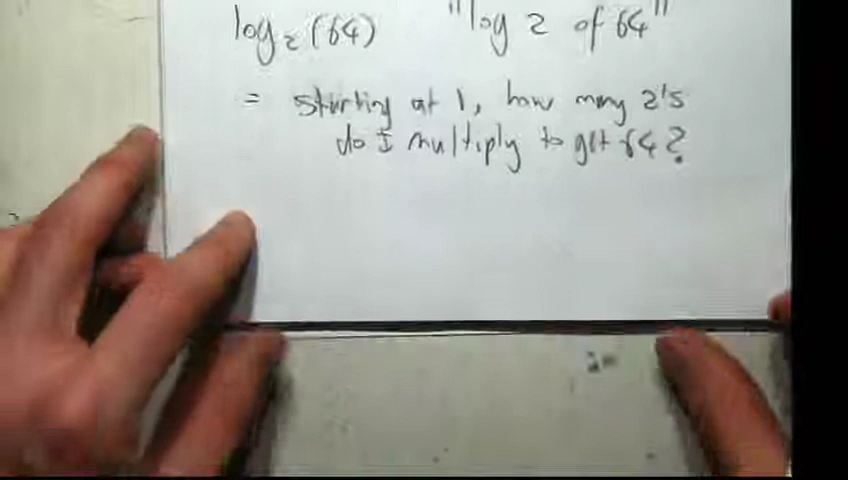 log₂(64) "log 2 of 64"
= starting at 1, how many 2's
do I multiply to get 64?